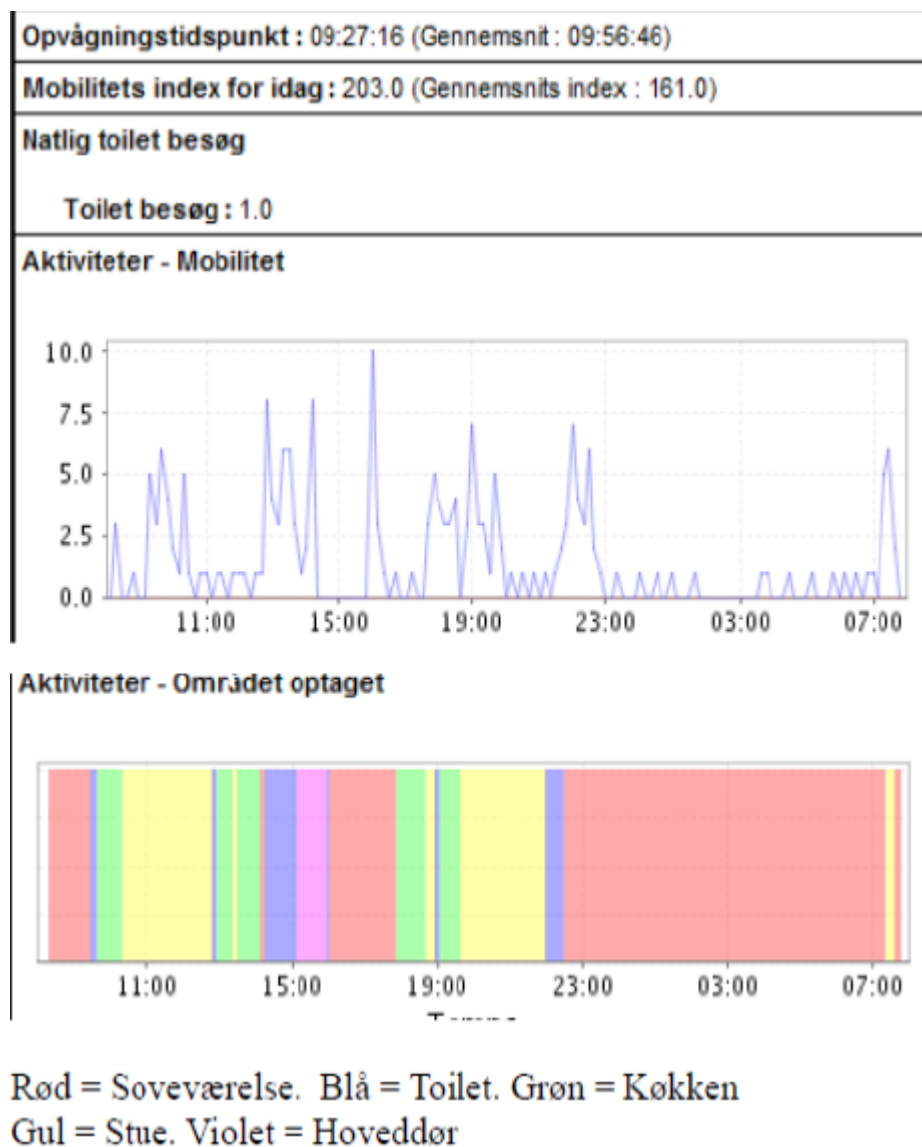 Opvågningstidspunkt : 09:27:16 (Gennemsnit : 09:56:46)
Mobilitets index for idag : 203.0 (Gennemsnits index : 161.0)
Natlig toilet besøg
Toilet besøg : 1.0
Aktiviteter - Mobilitet
10.0
7.5
5.0
2.5
0.0
11:00 15:00 19:00 23:00 03:00 07:00
Aktiviteter - Området optaget
11:00 15:00 19:00 23:00 03:00 07:00
Rød = Soveværelse. Blå = Toilet. Grøn = Køkken
Gul = Stue. Violet = Hoveddør